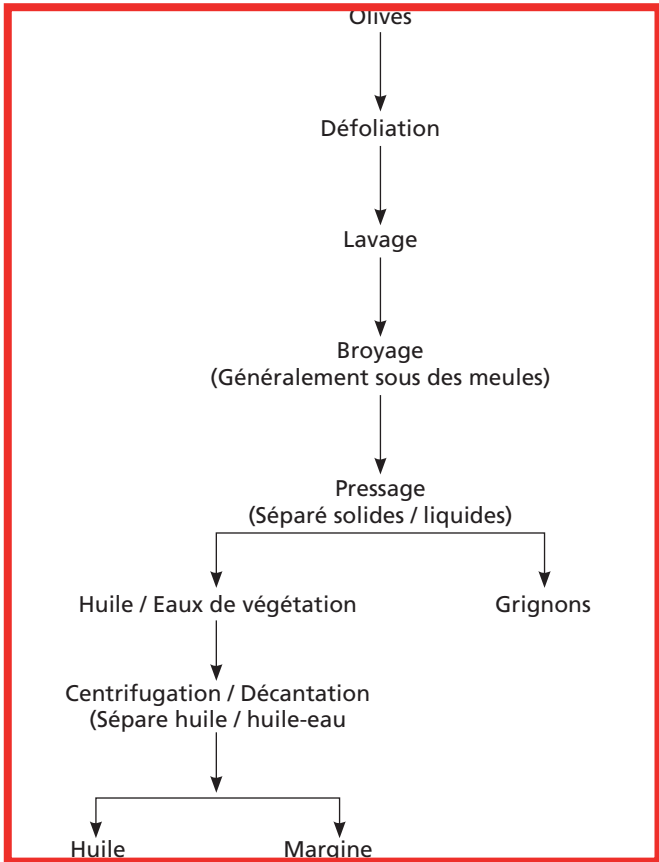 Olives
Défoliation
Lavage
Broyage
(Généralement sous des meules)
Pressage
(Séparé solides / liquides)
Huile / Eaux de végétation
Grignons
Centrifugation / Décantation
(Sépare huile / huile-eau
Huile
Margine